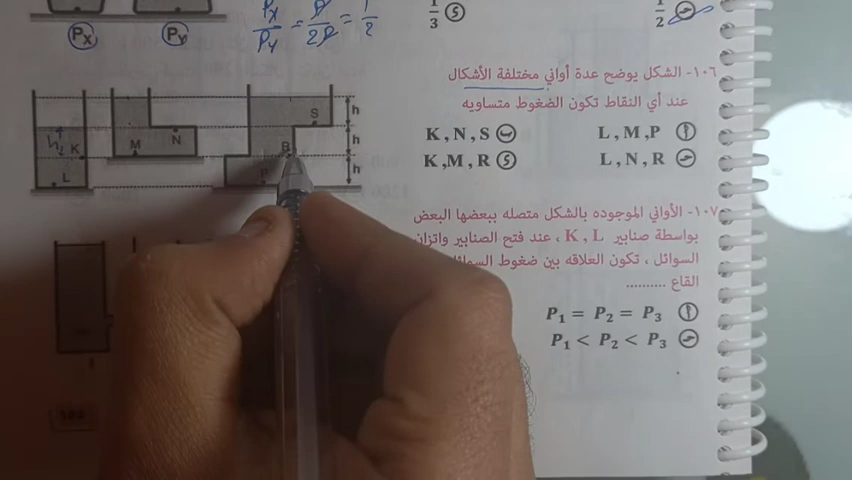 PX
PY
PX / PY = P / 2P = 1 / 2
1/3 (5)
1/2
١٠٦- الشكل يوضح عدة أواني مختلفة الأشكال
عند أي النقاط تكون الضغوط متساويه
أ L , M , P
ب K , N , S
ج L , N , R
د K , M , R
h
h
h
h
S
N
M
K
L
P
١٠٧- الأواني الموجوده بالشكل متصله ببعضها البعض
بواسطة صنابير K , L ، عند فتح الصنابير واتزان
السوائل ، تكون العلاقه بين ضغوط
القاع ..........
أ P1 = P2 = P3
P1 < P2 < P3